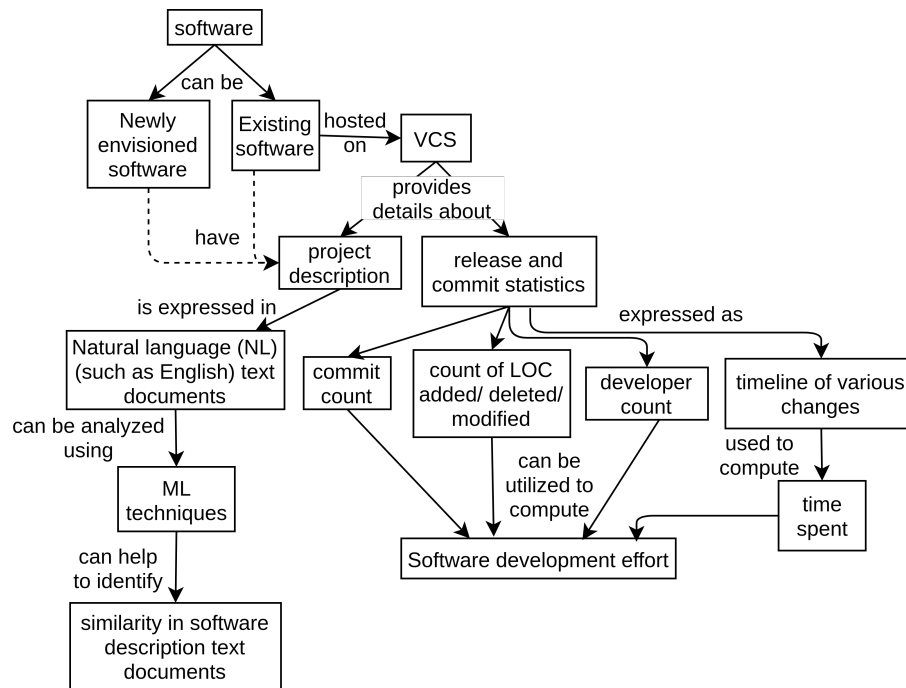 software
can be
Newly
envisioned
software
Existing
software
hosted
on
VCS
provides
details about
have
project
description
release and
commit statistics
is expressed in
expressed as
Natural language (NL)
(such as English) text
documents
commit
count
count of LOC
added/ deleted/
modified
developer
count
timeline of various
changes
can be analyzed
using
can be
utilized to
compute
used to
compute
ML
techniques
time
spent
Software development effort
can help
to identify
similarity in software
description text
documents